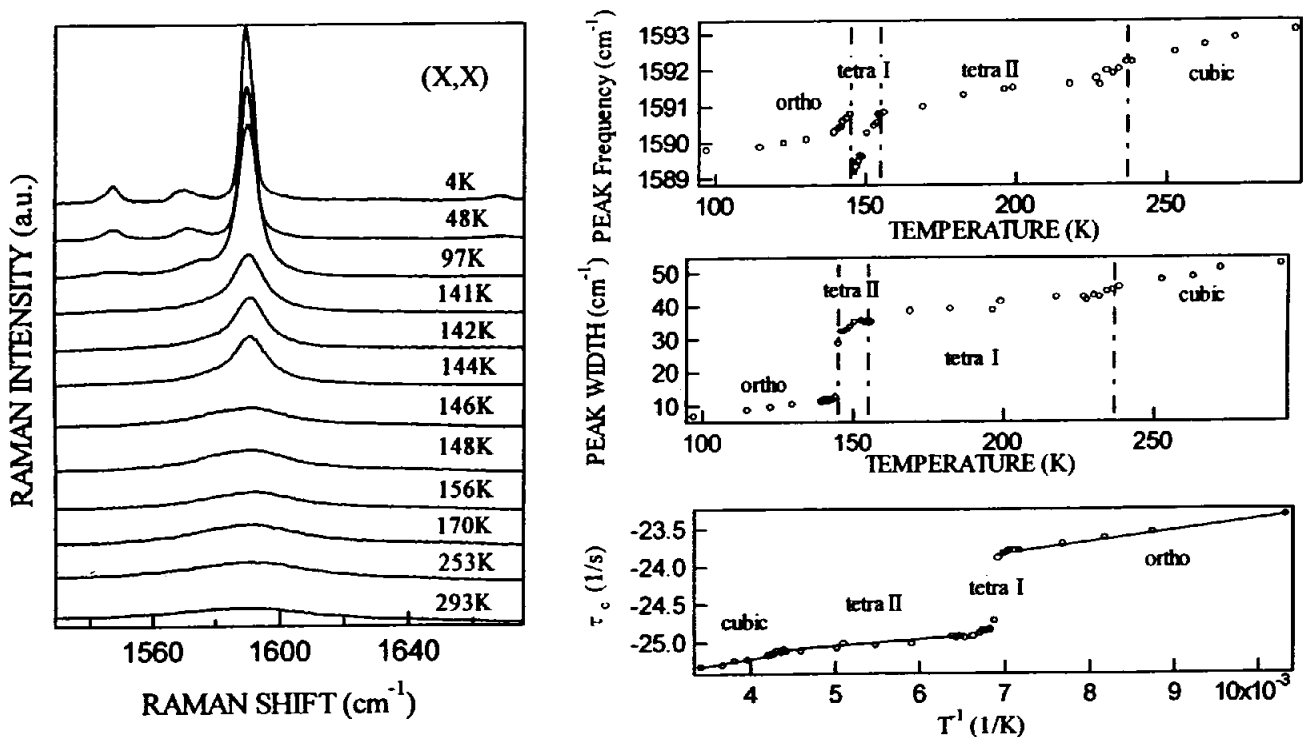 RAMAN INTENSITY (a.u.)
(X,X)
4K
48K
97K
141K
142K
144K
146K
148K
156K
170K
253K
293K
1560 1600 1640
RAMAN SHIFT (cm-1)
PEAK Frequency (cm-1)
1593
1592
1591
1590
1589
ortho
tetra I
tetra II
cubic
100 150 200 250
TEMPERATURE (K)
PEAK WIDTH (cm-1)
50
40
30
20
10
ortho
tetra II
tetra I
cubic
100 150 200 250
TEMPERATURE (K)
τc (1/s)
-23.5
-24.0
-24.5
-25.0
cubic
tetra II
tetra I
ortho
4 5 6 7 8 9 10x10-3
T-1 (1/K)